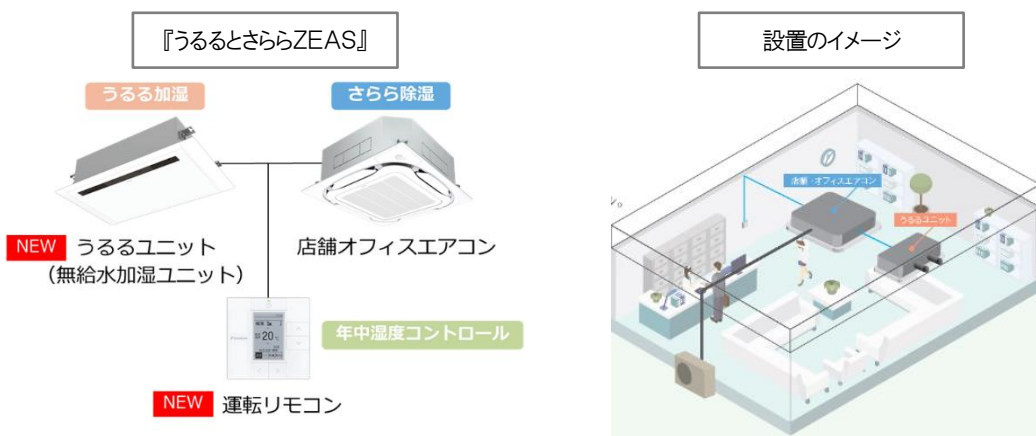 『うるるとさららZEAS』
設置のイメージ
うるる加湿
さらら除湿
NEW うるるユニット
(無給水加湿ユニット)
店舗オフィスエアコン
20
年中湿度コントロール
NEW 運転リモコン
店舗・オフィスエアコン
うるるユニット